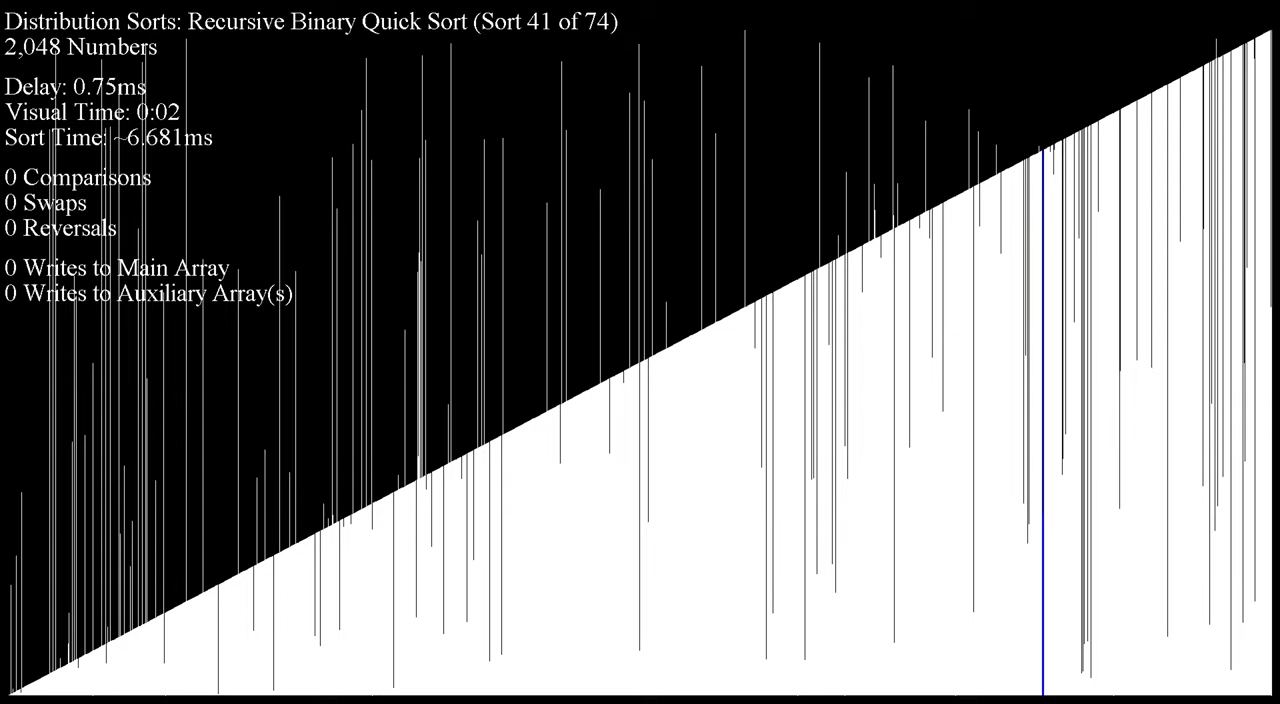 Distribution Sorts: Recursive Binary Quick Sort (Sort 41 of 74)
2,048 Numbers
Delay: 0.75ms
Visual Time: 0:02
Sort Time: ~6.681ms
0 Comparisons
0 Swaps
0 Reversals
0 Writes to Main Array
0 Writes to Auxiliary Array(s)